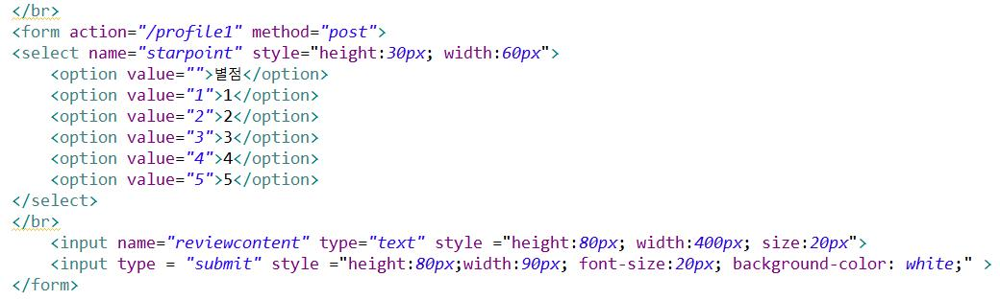 </br>
<form action="/profile1" method="post">
<select name="starpoint" style="height:30px; width:60px">
    <option value="">별점</option>
    <option value="1">1</option>
    <option value="2">2</option>
    <option value="3">3</option>
    <option value="4">4</option>
    <option value="5">5</option>
</select>
</br>
    <input name="reviewcontent" type="text" style ="height:80px; width:400px; size:20px">
    <input type = "submit" style ="height:80px;width:90px; font-size:20px; background-color: white;" >
</form>